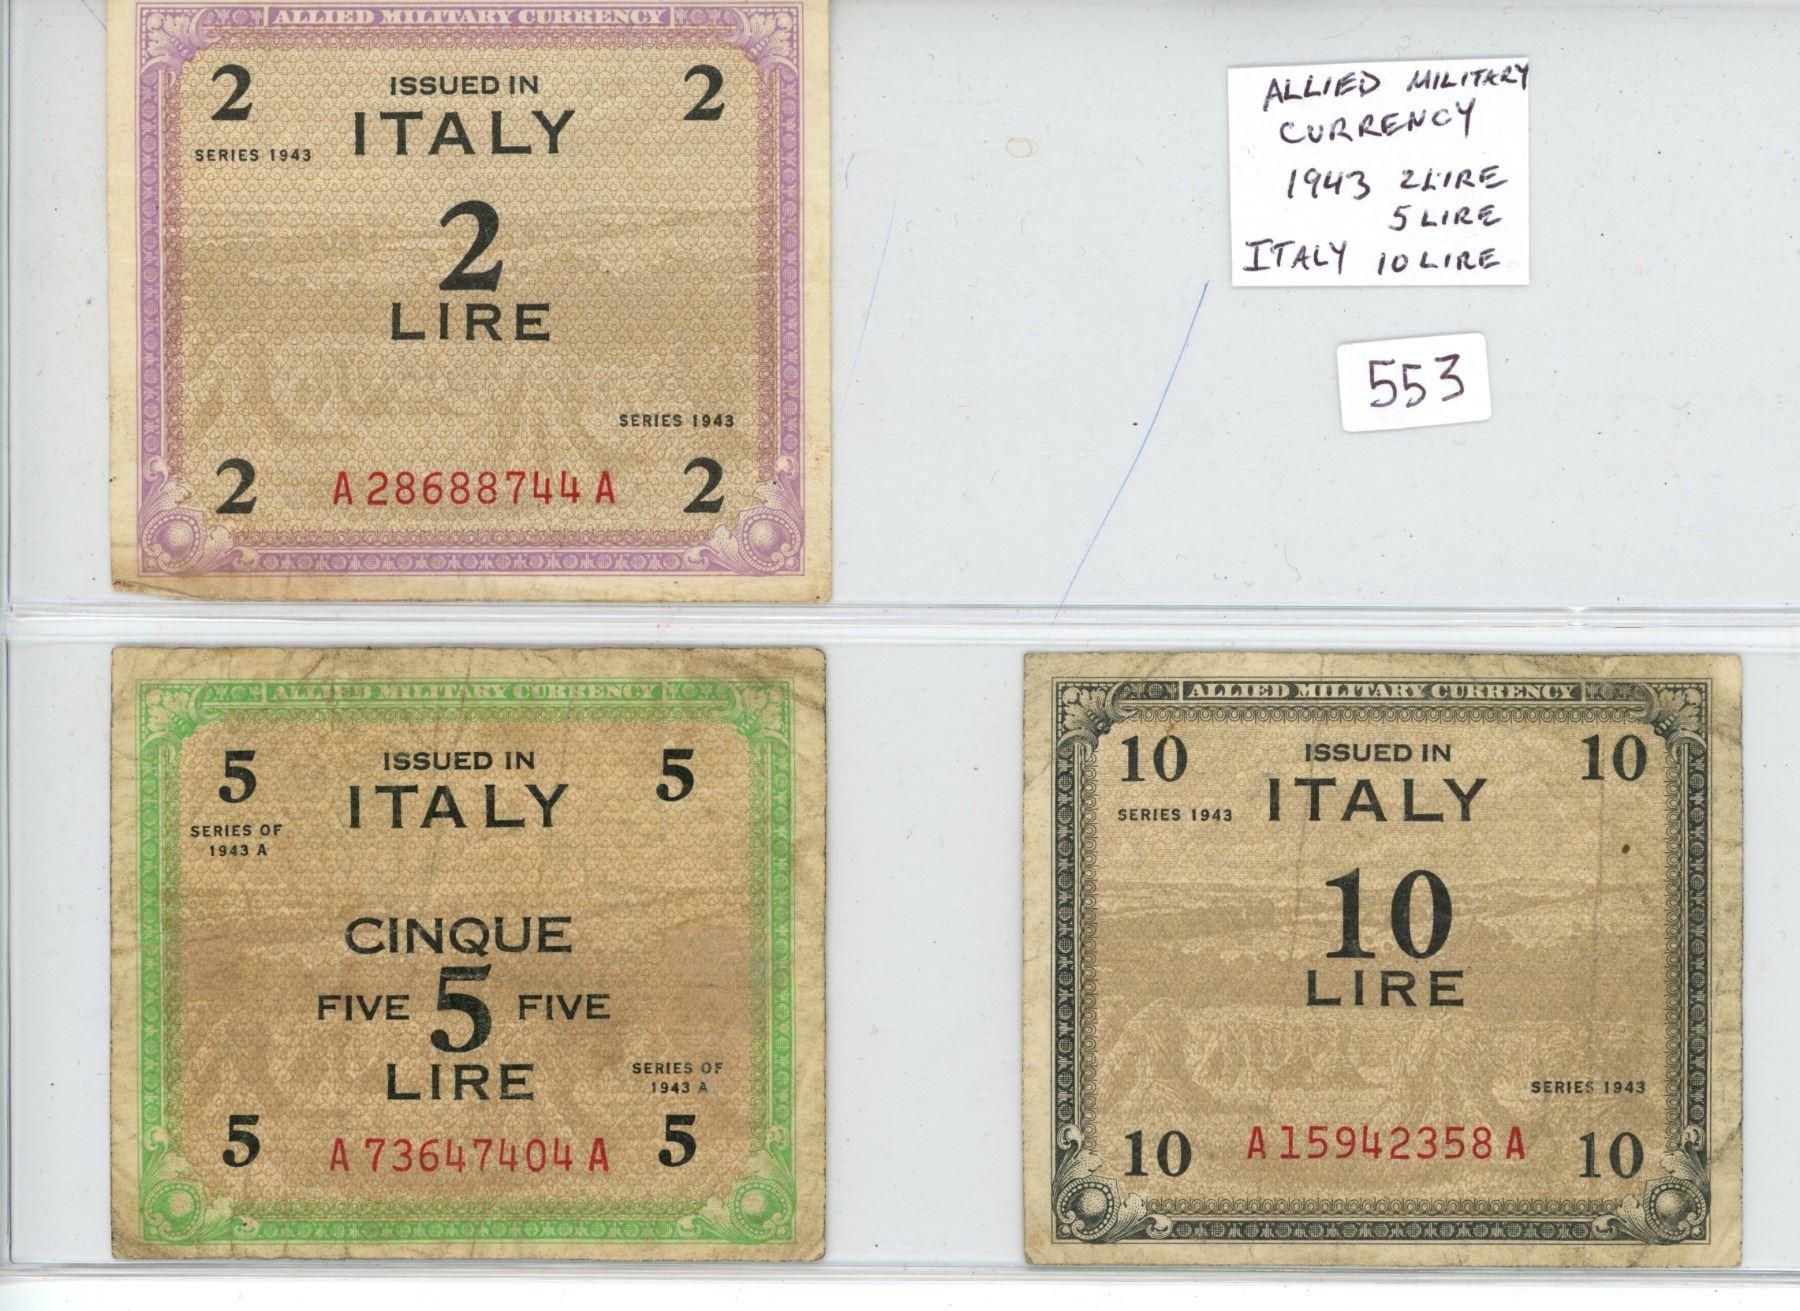 ALLIED MILITARY CURRENCY
2 ISSUED IN 2
ITALY
SERIES 1943
2
LIRE
SERIES 1943
2 A 28688744 A 2
ALLIED MILITARY
CURRENCY
1943 2 LIRE
5 LIRE
ITALY 10 LIRE
553
ALLIED MILITARY CURRENCY
5 ISSUED IN 5
ITALY
SERIES OF
1943 A
CINQUE
FIVE 5 FIVE
LIRE
SERIES OF
1943 A
5 A 73647404 A 5
ALLIED MILITARY CURRENCY
10 ISSUED IN 10
SERIES 1943 ITALY
10
LIRE
SERIES 1943
10 A 15942358 A 10